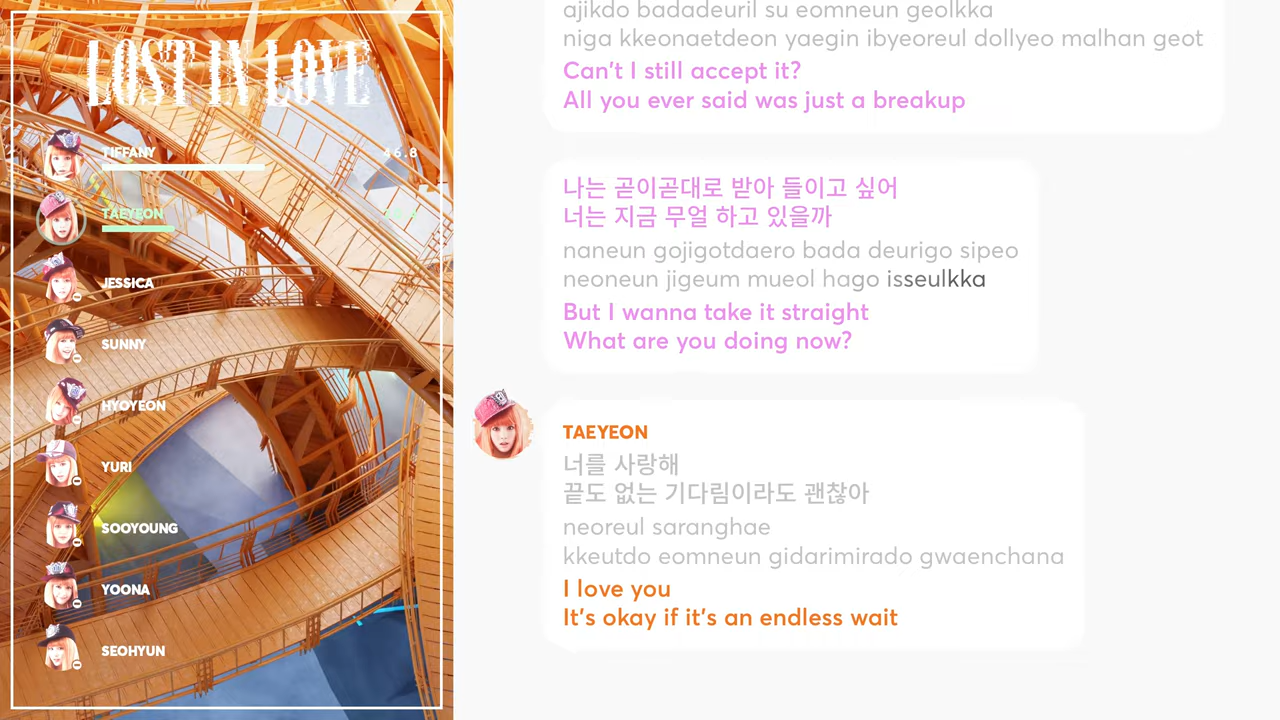 LOST IN LOVE
TIFFANY
46.8
TAEYEON
JESSICA
SUNNY
HYOYEON
YURI
SOOYOUNG
YOONA
SEOHYUN
ajikdo badadeuril su eomneun geolkka
niga kkeonaetdeon yaegin ibyeoreul dollyeo malhan geot
Can't I still accept it?
All you ever said was just a breakup
나는 곧이곧대로 받아 들이고 싶어
너는 지금 무얼 하고 있을까
naneun gojigotdaero bada deurigo sipeo
neoneun jigeum mueol hago isseulkka
But I wanna take it straight
What are you doing now?
TAEYEON
너를 사랑해
끝도 없는 기다림이라도 괜찮아
neoreul saranghae
kkeutdo eomneun gidarimirado gwaenchana
I love you
It's okay if it's an endless wait